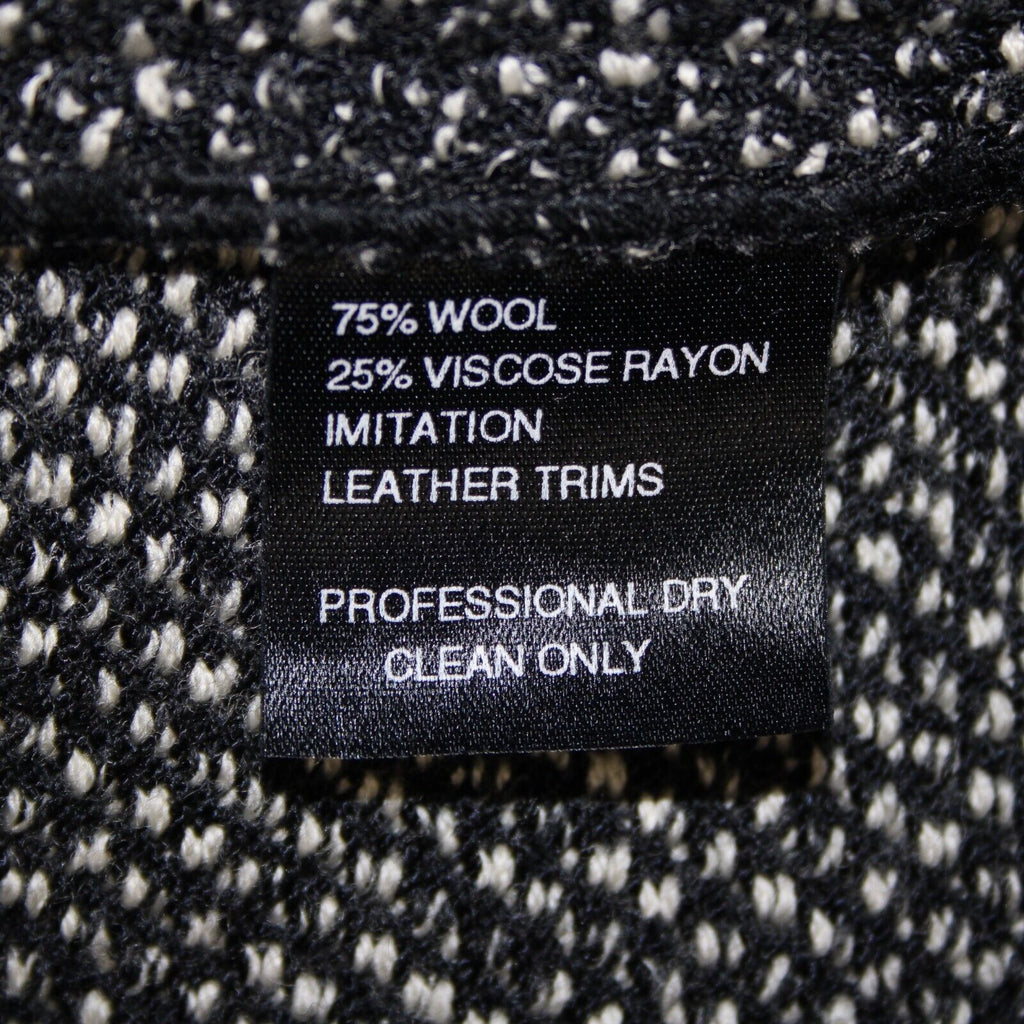 75% WOOL
25% VISCOSE RAYON
IMITATION
LEATHER TRIMS
PROFESSIONAL DRY
CLEAN ONLY